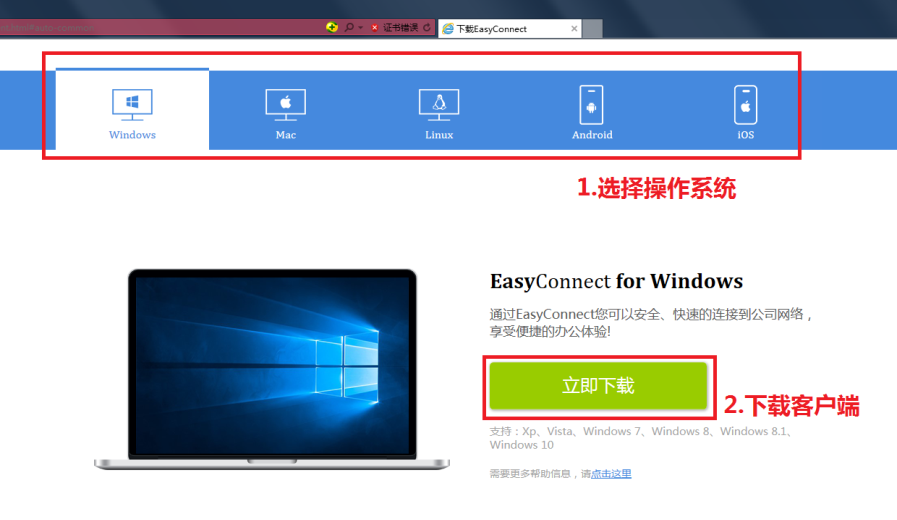 证书错误
下载EasyConnect
Windows
Mac
Linux
Android
iOS
1.选择操作系统
EasyConnect for Windows
通过EasyConnect您可以安全、快速的连接到公司网络，
享受便捷的办公体验!
立即下载
2.下载客户端
支持：Xp、Vista、Windows 7、Windows 8、Windows 8.1、
Windows 10
需要更多帮助信息，请点击这里